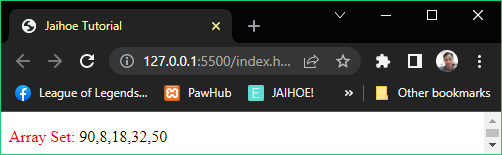 Jaihoe Tutorial
127.0.0.1:5500/index.h...
League of Legends... PawHub JAIHOE! Other bookmarks
Array Set: 90,8,18,32,50